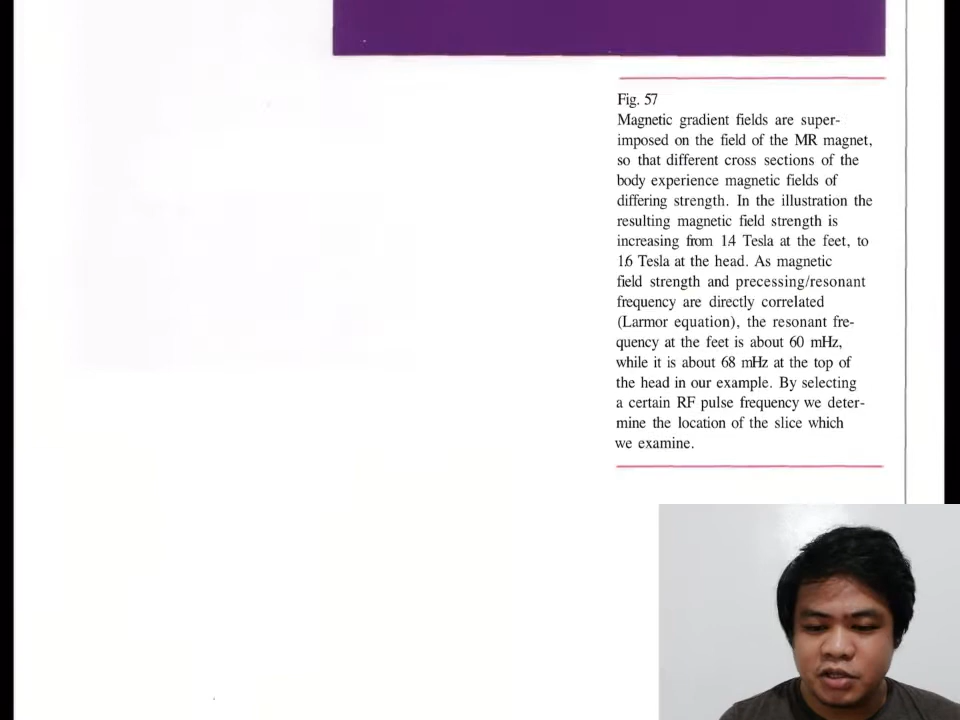 Fig. 57
Magnetic gradient fields are super-
imposed on the field of the MR magnet,
so that different cross sections of the
body experience magnetic fields of
differing strength. In the illustration the
resulting magnetic field strength is
increasing from 1.4 Tesla at the feet, to
1.6 Tesla at the head. As magnetic
field strength and precessing/resonant
frequency are directly correlated
(Larmor equation), the resonant fre-
quency at the feet is about 60 mHz,
while it is about 68 mHz at the top of
the head in our example. By selecting
a certain RF pulse frequency we deter-
mine the location of the slice which
we examine.